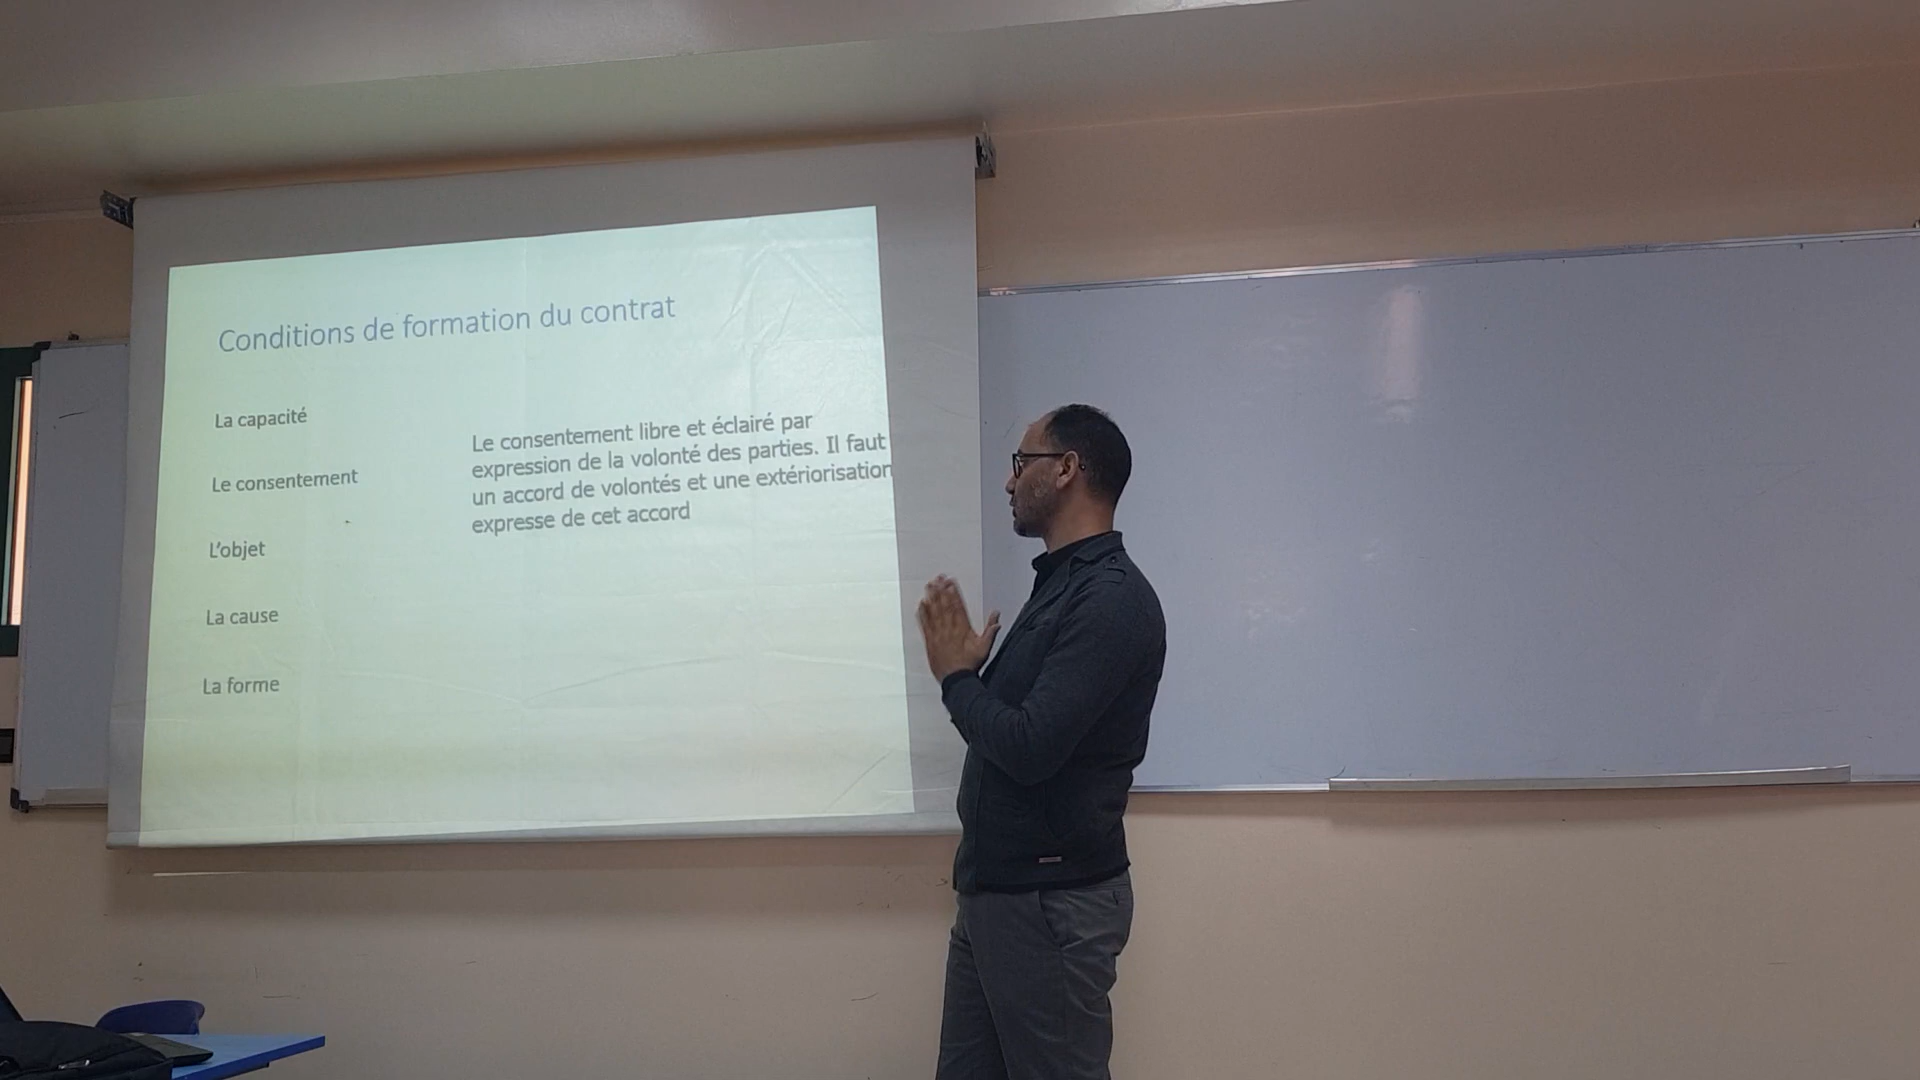 Conditions de formation du contrat
La capacité
Le consentement
L'objet
La cause
La forme
Le consentement libre et éclairé par
expression de la volonté des parties. Il faut
un accord de volontés et une extériorisation
expresse de cet accord